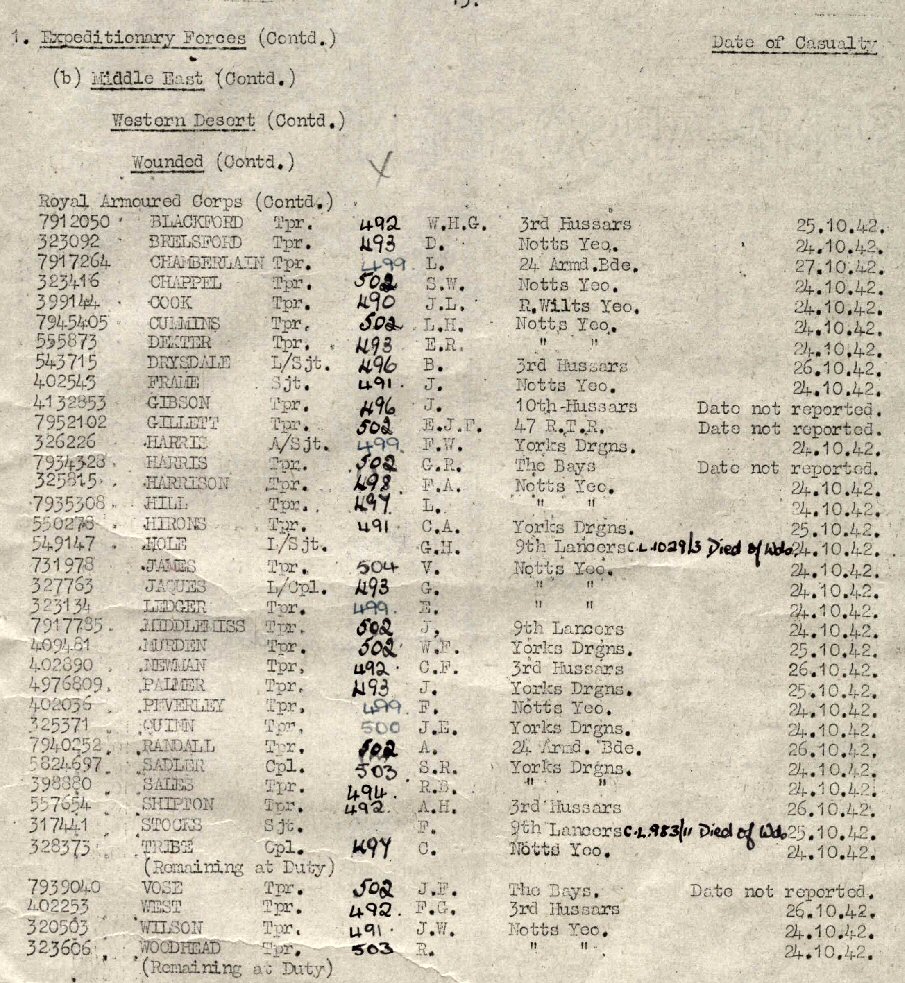 1. Expeditionary Forces (Contd.) Date of Casualty
(b) Middle East (Contd.)
Western Desert (Contd.)
Wounded (Contd.)
Royal Armoured Corps (Contd.)
7912050 BLACKFORD Tpr. 492 W.H.G. 3rd Hussars 25.10.42.
323092 BRELSFORD Tpr. 493 D. Notts Yeo. 24.10.42.
7917264 CHAMBERLAIN Tpr. 499 L. 24 Armd.Bde. 27.10.42.
323416 CHAPPEL Tpr. 502 S.W. Notts Yeo. 24.10.42.
399144 COOK Tpr. 490 J.L. R.Wilts Yeo. 24.10.42.
7945405 CUMMINS Tpr. 502 L.H. Notts Yeo. 24.10.42.
555873 DEXTER Tpr. 493 E.R. " " 24.10.42.
543715 DRYSDALE L/Sjt. 496 B. 3rd Hussars 26.10.42.
402545 FRAME Sjt. 491 J. Notts Yeo. 24.10.42.
4132853 GIBSON Tpr. 496 J. 10th-Hussars Date not reported.
7952102 GILLETT Tpr. 502 E.J.F. 47 R.T.R. Date not reported.
326226 HARRIS A/Sjt. 499 F.W. Yorks Drgns. 24.10.42.
7934328 HARRIS Tpr. 502 G.R. The Bays Date not reported.
325815 HARRISON Tpr. 498 F.A. Notts Yeo. 24.10.42.
7935308 HILL Tpr. 497 L. " " 24.10.42.
550278 HIRONS Tpr. 491 C.A. Yorks Drgns. 25.10.42.
549147 HOLE L/Sjt. G.H. 9th Lancers C.L.1029/3 Died of Wds 24.10.42.
731978 JAMES Tpr. 504 V. Notts Yeo. 24.10.42.
327763 JAQUES L/Cpl. 493 G. " " 24.10.42.
323134 LEDGER Tpr. 499 E. " " 24.10.42.
7917785 MIDDLEMISS Tpr. 502 J. 9th Lancers 24.10.42.
409481 MURDEN Tpr. 502 W.F. Yorks Drgns. 25.10.42.
402890 NEWMAN Tpr. 492 C.F. 3rd Hussars 26.10.42.
4976809 PALMER Tpr. 493 J. Yorks Drgns. 25.10.42.
402036 PEVERLEY Tpr. 499 F. Notts Yeo. 24.10.42.
325371 QUINN Tpr. 500 J.E. Yorks Drgns. 24.10.42.
7940252 RANDALL Tpr. 502 A. 24 Armd. Bde. 26.10.42.
5824697 SADLER Cpl. 503 S.R. Yorks Drgns. 24.10.42.
398880 SALES Tpr. 494 R.B. " " 24.10.42.
557654 SHIPTON Tpr. 492 A.H. 3rd Hussars 26.10.42.
317441 STOCKS Sjt. F. 9th Lancers C.L.983/11 Died of Wds 25.10.42.
328373 TRIBE Cpl. 497 C. Notts Yeo. 24.10.42.
(Remaining at Duty)
7939040 VOSE Tpr. 502 J.F. The Bays. Date not reported.
402253 WEST Tpr. 492 F.G. 3rd Hussars 26.10.42.
320503 WILSON Tpr. 491 J.W. Notts Yeo. 24.10.42.
323606 WOODHEAD Tpr. 503 R. " " 24.10.42.
(Remaining at Duty)